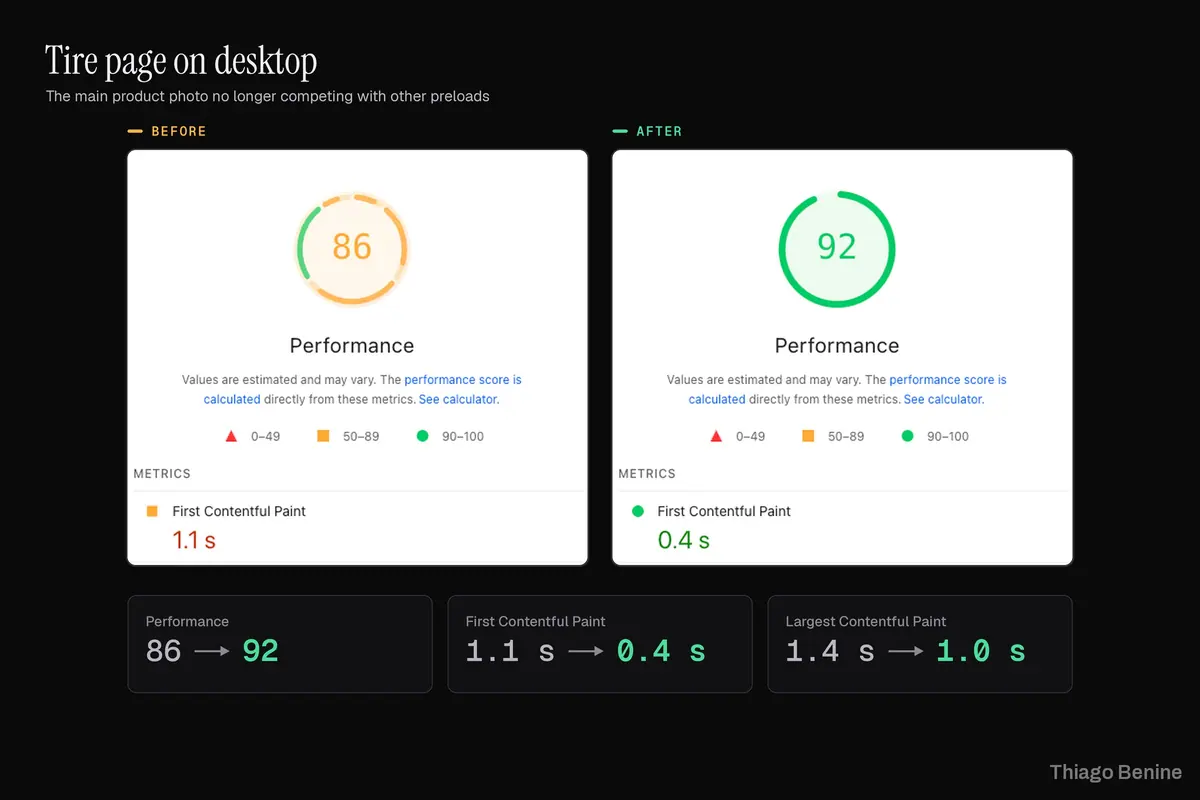 Tire page on desktop
The main product photo no longer competing with other preloads
BEFORE
86
Performance
Values are estimated and may vary. The performance score is
calculated directly from these metrics. See calculator.
0–49
50–89
90–100
METRICS
First Contentful Paint
1.1 s
AFTER
92
Performance
Values are estimated and may vary. The performance score is
calculated directly from these metrics. See calculator.
0–49
50–89
90–100
METRICS
First Contentful Paint
0.4 s
Performance
86 → 92
First Contentful Paint
1.1 s → 0.4 s
Largest Contentful Paint
1.4 s → 1.0 s
Thiago Benine